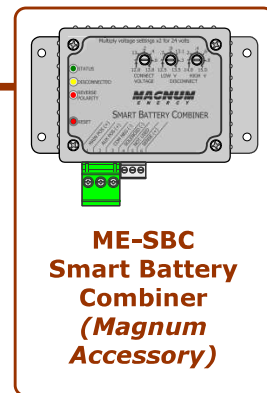 Multiply voltage settings x2 for 24 volts
CONNECT
LOW V
HIGH V
DISCONNECT
STATUS
DISCONNECTED
REVERSE
POLARITY
RESET
MAGNUM
ENERGY
SMART BATTERY COMBINER
ME-SBC
Smart Battery
Combiner
(Magnum
Accessory)